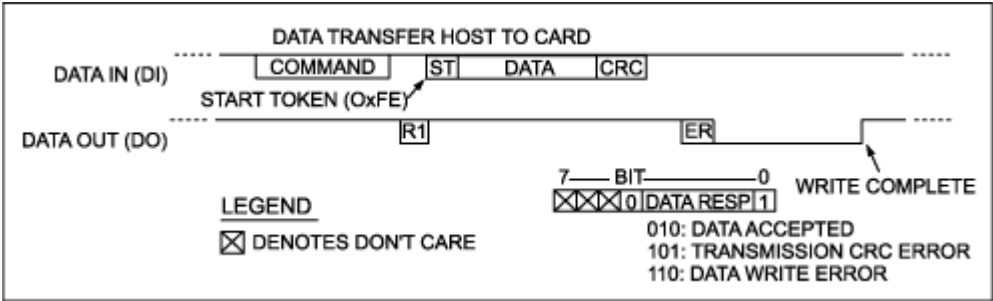 DATA TRANSFER HOST TO CARD
DATA IN (DI)
COMMAND
ST
DATA
CRC
START TOKEN (OxFE)
DATA OUT (DO)
R1
ER
WRITE COMPLETE
7 BIT 0
0 DATA RESP 1
LEGEND
DENOTES DON'T CARE
010: DATA ACCEPTED
101: TRANSMISSION CRC ERROR
110: DATA WRITE ERROR